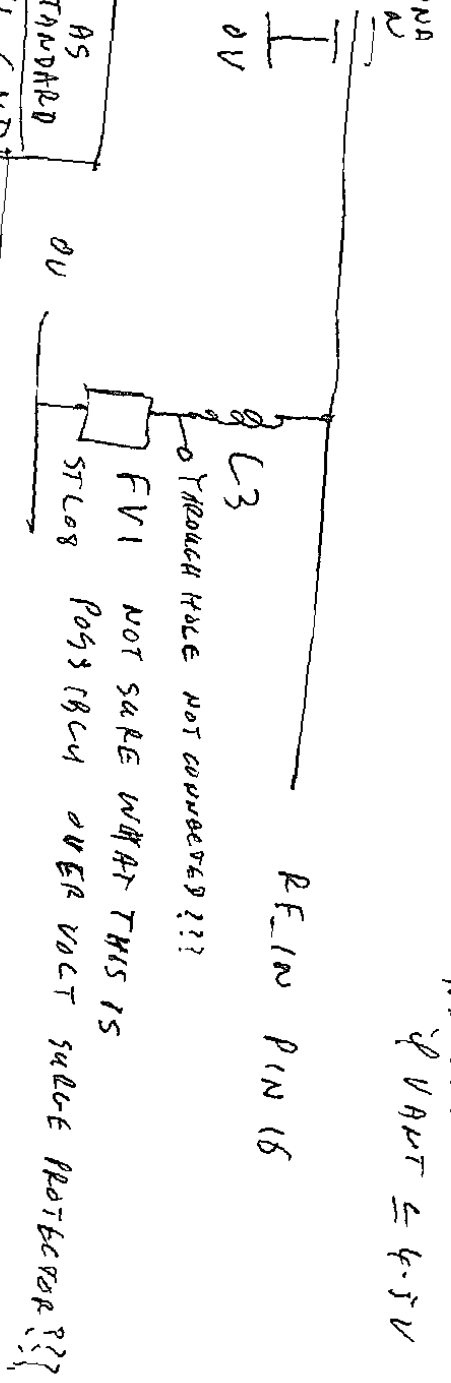 NA
N
0V
AS
STANDARD
0V
L3
THROUGH HOLE NOT CONNECTED???
FV1 NOT SURE WHAT THIS IS
STL08 POSSIBLY OVER VOLT SURGE PROTECTOR???
RF_IN PIN 16
VANT ≤ 4.5V